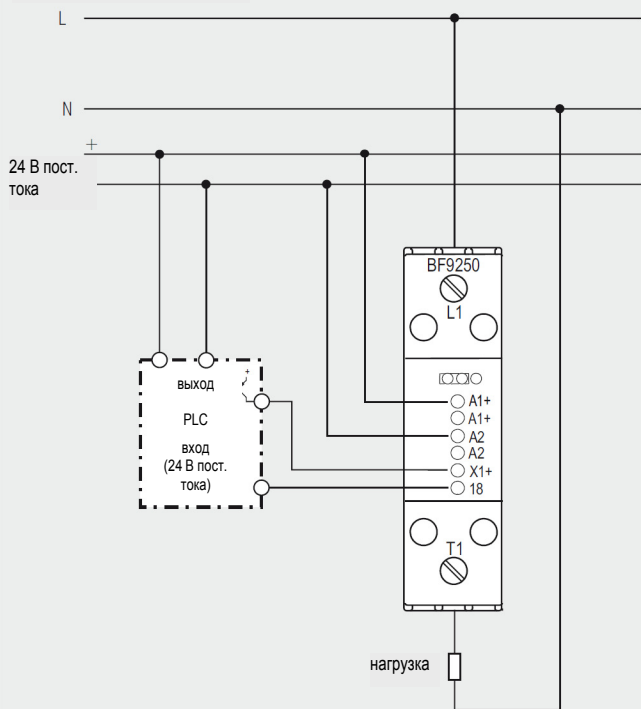 L
N
+
24 В пост.
тока
BF9250
L1
выход
+
PLC
вход
(24 В пост.
тока)
A1+
A1+
A2
A2
X1+
18
T1
нагрузка